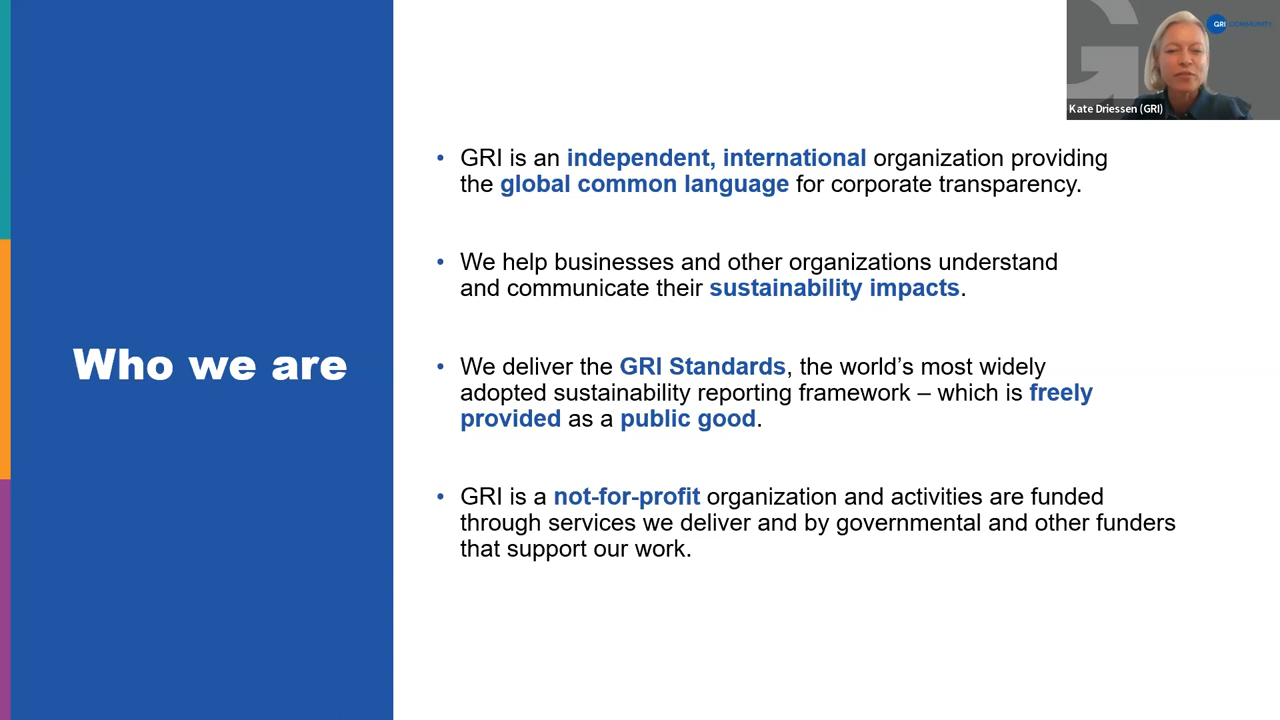 GRI COMMUNITY
Kate Driessen (GRI)
Who we are
• GRI is an independent, international organization providing
the global common language for corporate transparency.
• We help businesses and other organizations understand
and communicate their sustainability impacts.
• We deliver the GRI Standards, the world’s most widely
adopted sustainability reporting framework – which is freely
provided as a public good.
• GRI is a not-for-profit organization and activities are funded
through services we deliver and by governmental and other funders
that support our work.